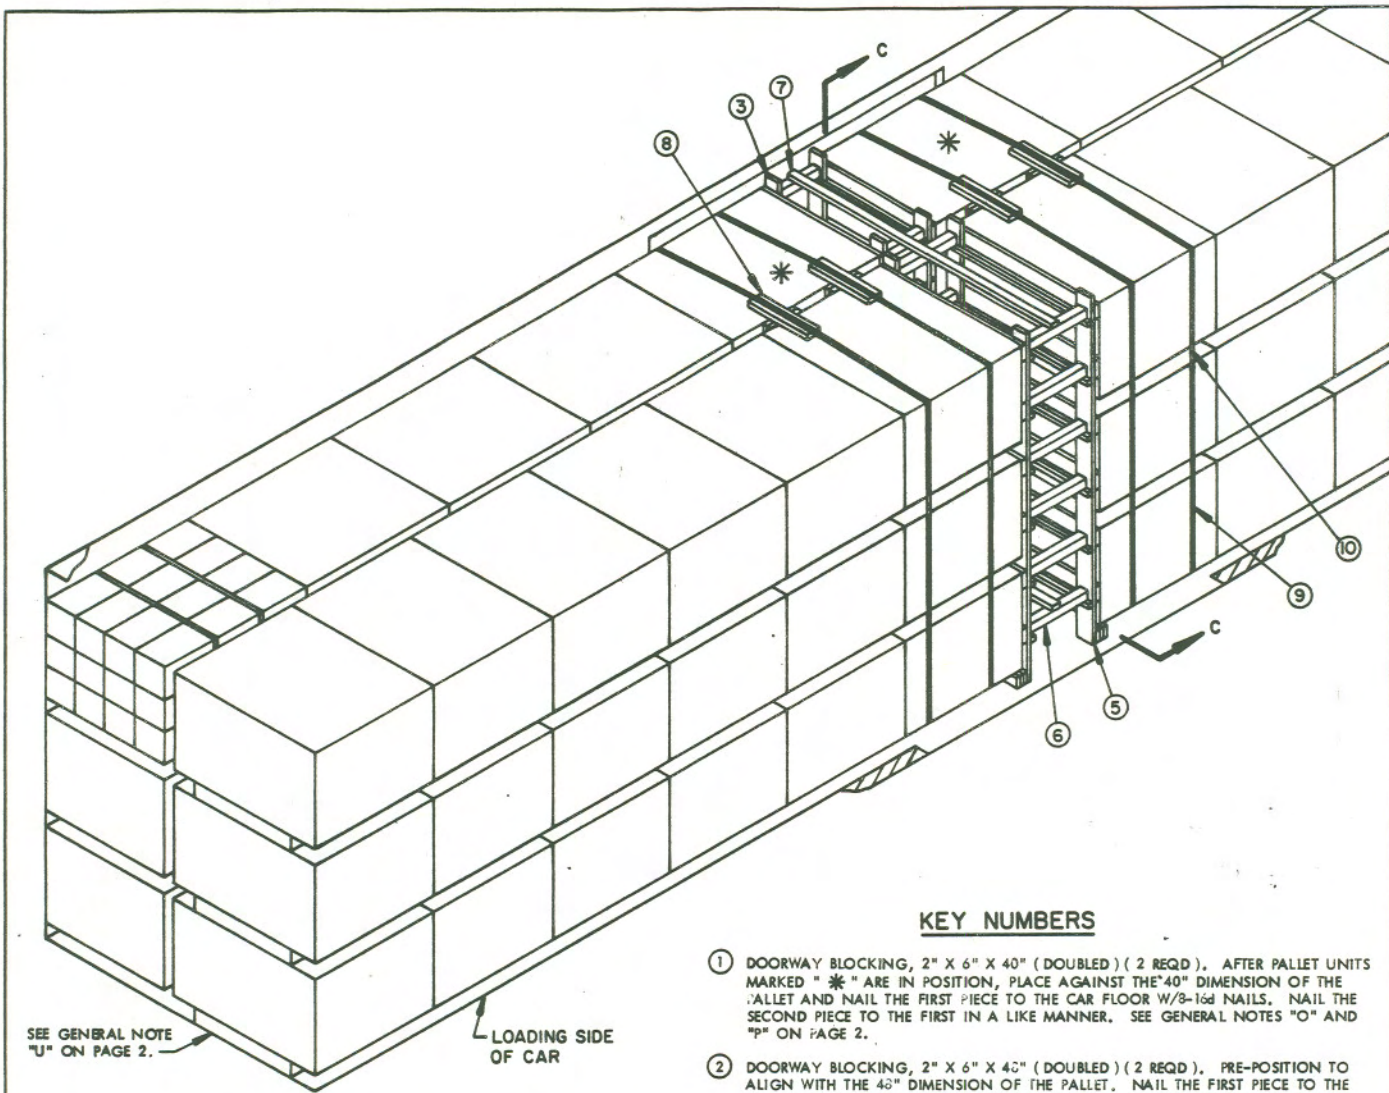 C
7
3
8
*
*
10
9
C
5
6
SEE GENERAL NOTE
"U" ON PAGE 2.
LOADING SIDE
OF CAR
KEY NUMBERS
1 DOORWAY BLOCKING, 2" X 6" X 40" (DOUBLED) (2 REQD). AFTER PALLET UNITS
MARKED " * " ARE IN POSITION, PLACE AGAINST THE 40" DIMENSION OF THE
PALLET AND NAIL THE FIRST PIECE TO THE CAR FLOOR W/8-16d NAILS. NAIL THE
SECOND PIECE TO THE FIRST IN A LIKE MANNER. SEE GENERAL NOTES "O" AND
"P" ON PAGE 2.
2 DOORWAY BLOCKING, 2" X 6" X 48" (DOUBLED) (2 REQD). PRE-POSITION TO
ALIGN WITH THE 48" DIMENSION OF THE PALLET. NAIL THE FIRST PIECE TO THE